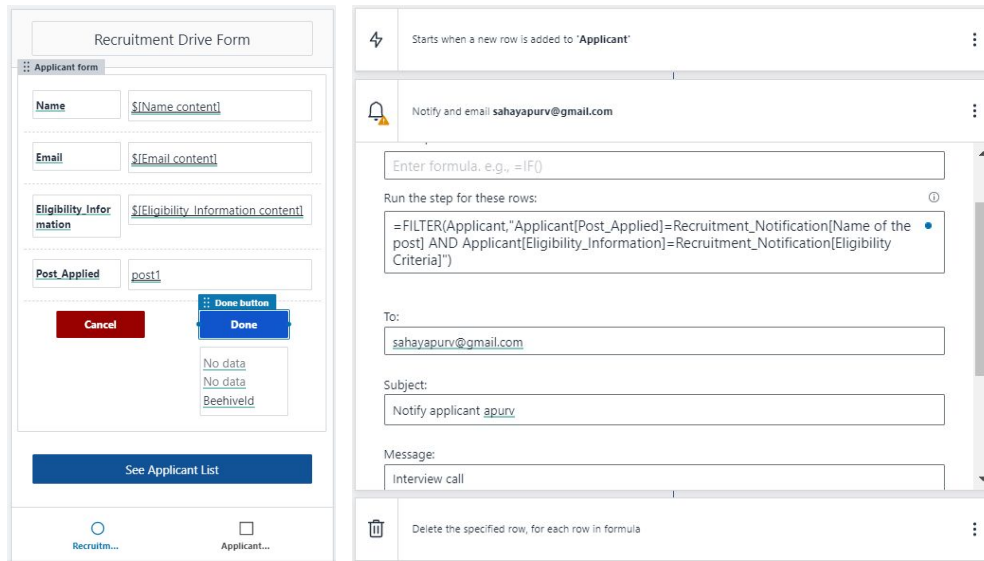 Recruitment Drive Form
Applicant form
Name
$[Name content]
Email
$[Email content]
Eligibility_Infor
mation
$[Eligibility_Information content]
Post_Applied
post1
Cancel
Done button
Done
No data
No data
BeehiveId
See Applicant List
Recruitm...
Applicant...
Starts when a new row is added to "Applicant"
Notify and email sahayapurv@gmail.com
Enter formula. e.g., =IF()
Run the step for these rows:
=FILTER(Applicant,"Applicant[Post_Applied]=Recruitment_Notification[Name of the
post] AND Applicant[Eligibility_Information]=Recruitment_Notification[Eligibility
Criteria]")
To:
sahayapurv@gmail.com
Subject:
Notify applicant apurv
Message:
Interview call
Delete the specified row, for each row in formula